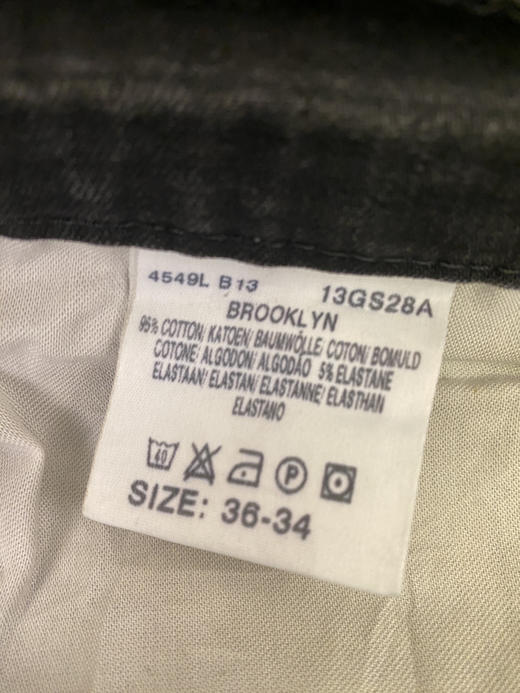 4549L B13 13GS28A
BROOKLYN
95% COTTON/ KATOEN/ BAUMWÖLLE/ COTON/ BOMULD
COTONE/ ALGODON/ ALGODÃO 5% ELASTANE
ELASTAAN/ ELASTAN/ ELASTANNE/ ELASTHAN
ELASTANO
40 P
SIZE: 36-34